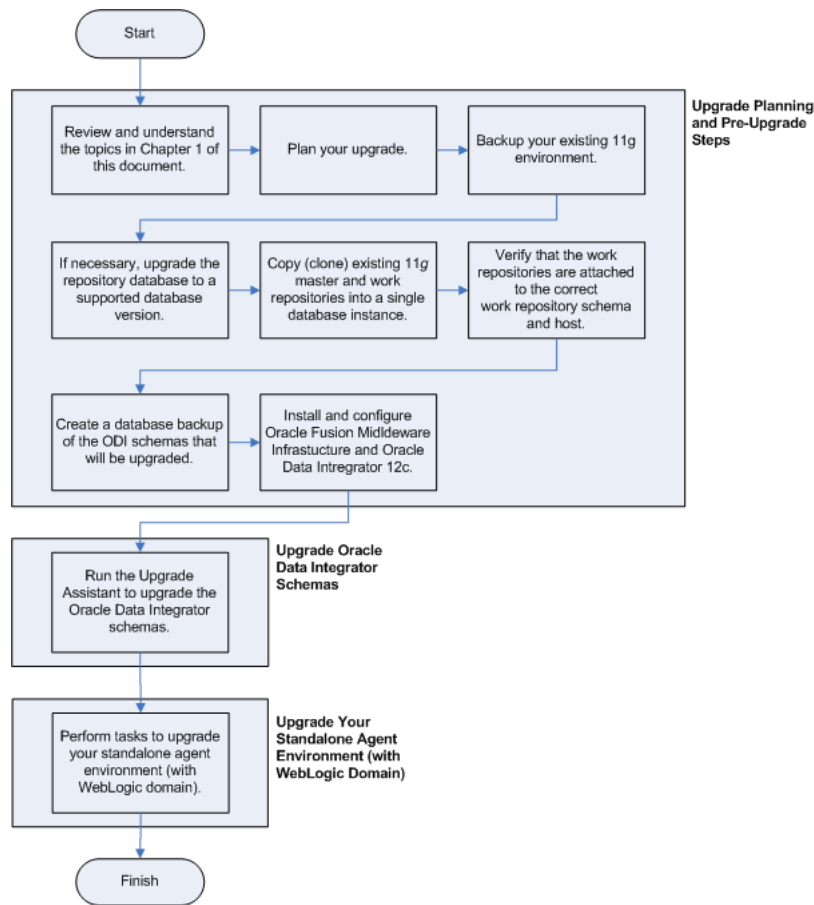 Start
Upgrade Planning
and Pre-Upgrade
Steps
Review and understand
the topics in Chapter 1 of
this document.
Plan your upgrade.
Backup your existing 11g
environment.
If necessary, upgrade the
repository database to a
supported database
version.
Copy (clone) existing 11g
master and work
repositories into a single
database instance.
Verify that the work
repositories are attached
to the correct
work repository schema
and host.
Create a database backup
of the ODI schemas that
will be upgraded.
Install and configure
Oracle Fusion Midldeware
Infrastucture and Oracle
Data Intregrator 12c.
Upgrade Oracle
Data Integrator
Schemas
Run the Upgrade
Assistant to upgrade the
Oracle Data Integrator
schemas.
Upgrade Your
Standalone Agent
Environment (with
WebLogic Domain)
Perform tasks to upgrade
your standalone agent
environment (with
WebLogic domain).
Finish